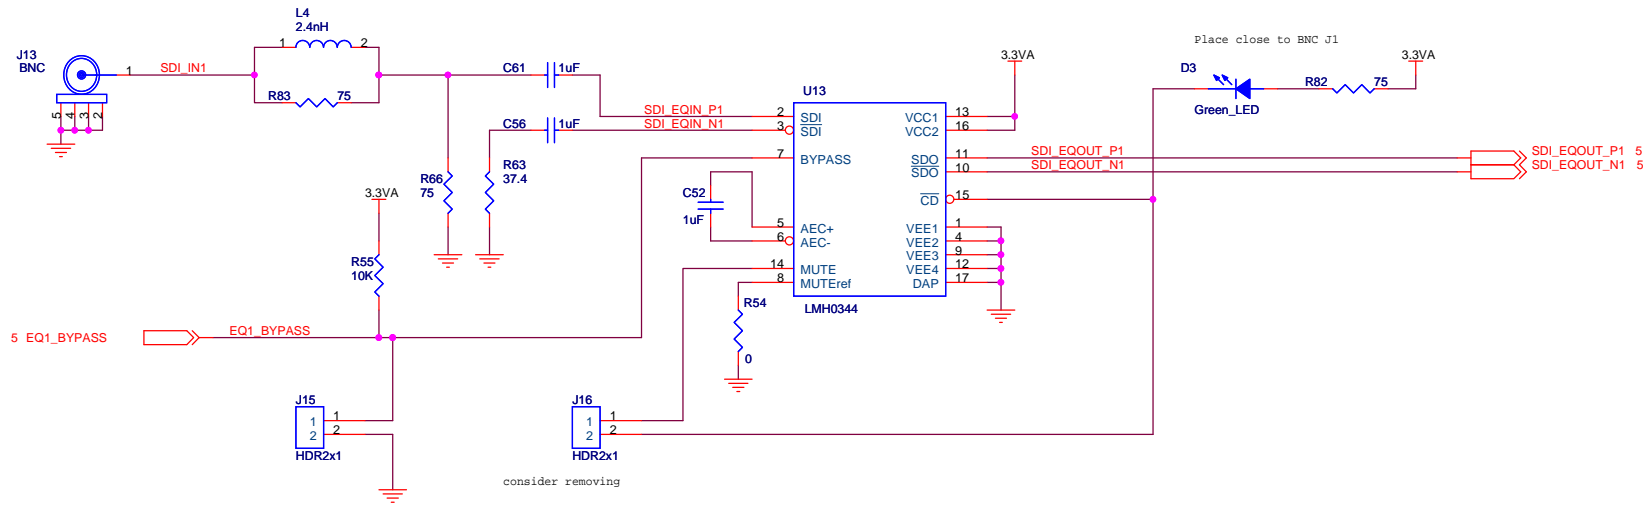 L4
2.4nH
1 2
J13
BNC
1
SDI_IN1
5
4
3
2
R83 75
C61 1uF
C56 1uF
SDI_EQIN_P1
SDI_EQIN_N1
R66
75
R63
37.4
3.3VA
R55
10K
5 EQ1_BYPASS
EQ1_BYPASS
C52
1uF
U13
2 SDI
3 SDI
7 BYPASS
5 AEC+
6 AEC-
14 MUTE
8 MUTEref
VCC1 13
VCC2 16
SDO 11
SDO 10
CD 15
VEE1 1
VEE2 4
VEE3 9
VEE4 12
DAP 17
LMH0344
3.3VA
R54
0
Place close to BNC J1
D3
Green_LED
R82 75
3.3VA
SDI_EQOUT_P1
SDI_EQOUT_N1
SDI_EQOUT_P1 5
SDI_EQOUT_N1 5
J15
1 1
2 2
HDR2x1
J16
1 1
2 2
HDR2x1
consider removing